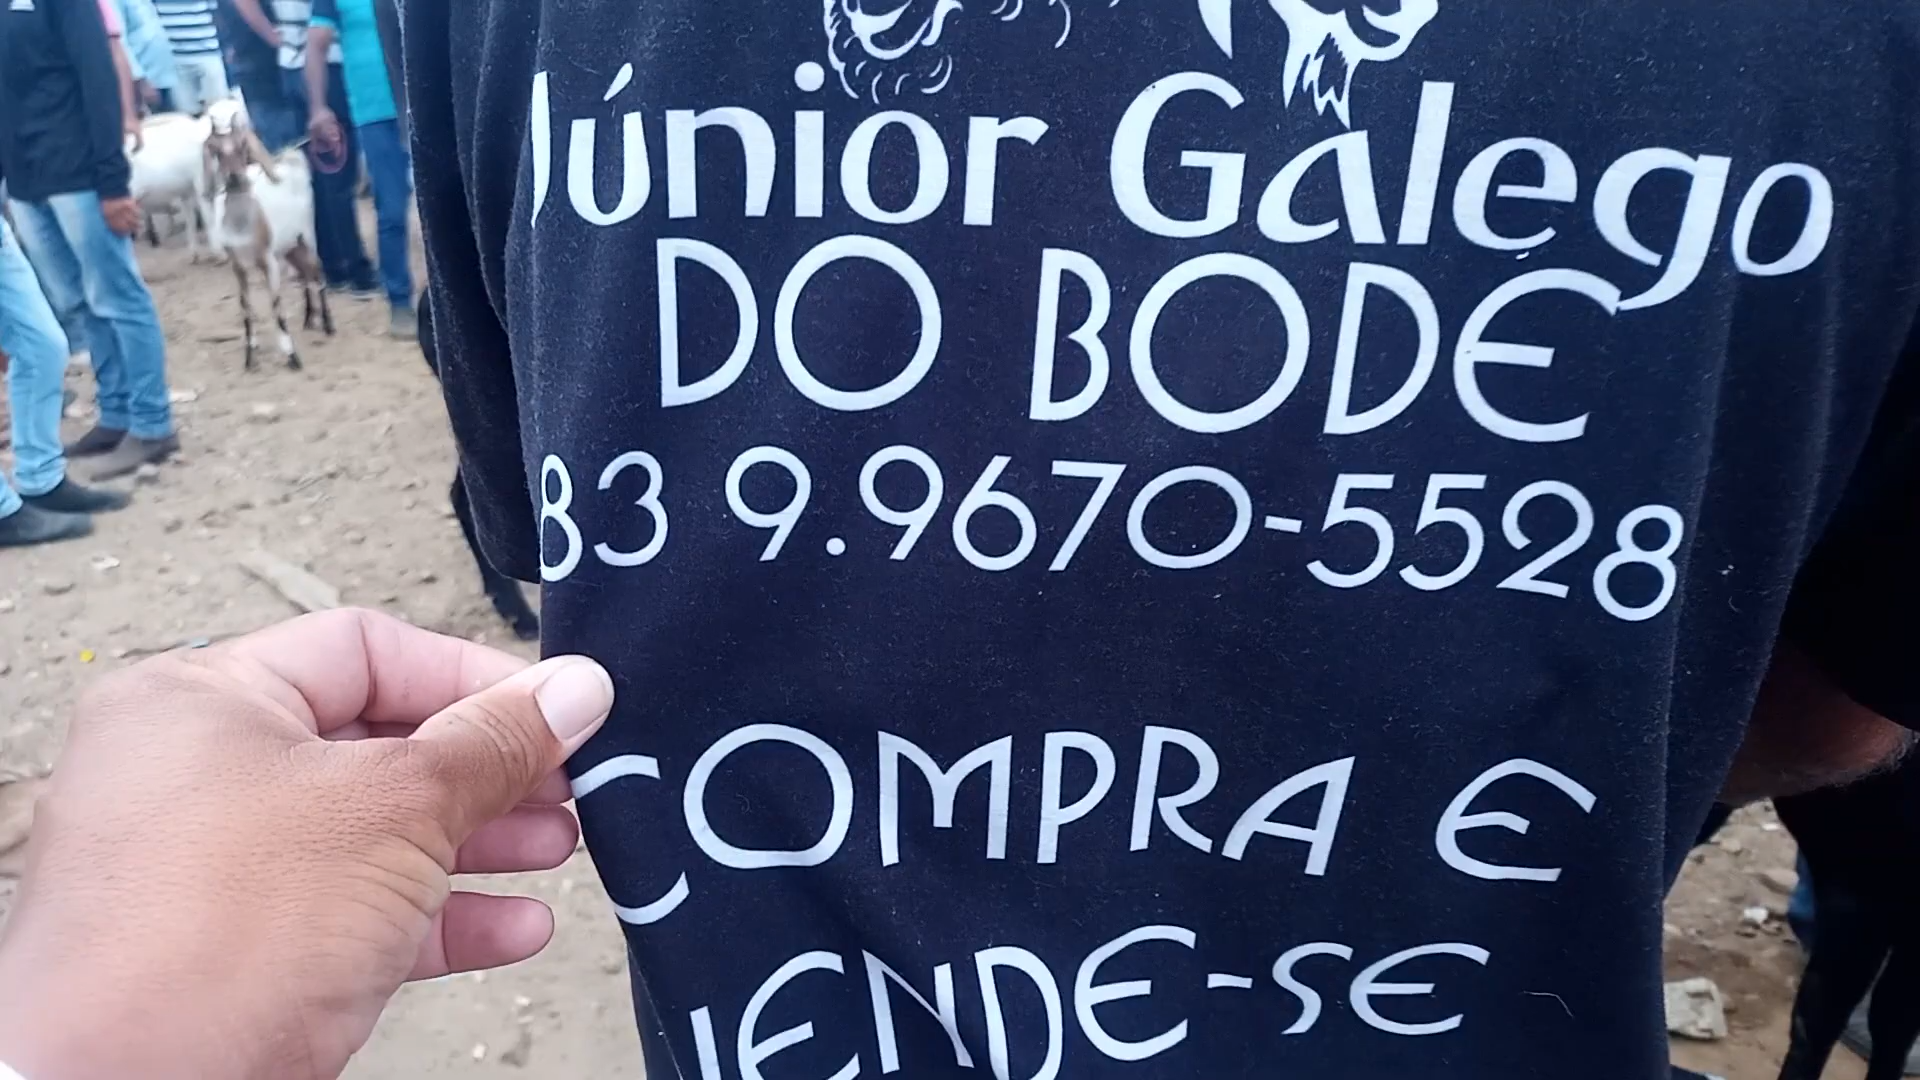 Júnior Galego
DO BODE
83 9.9670-5528
COMPRA E
VENDE-SE